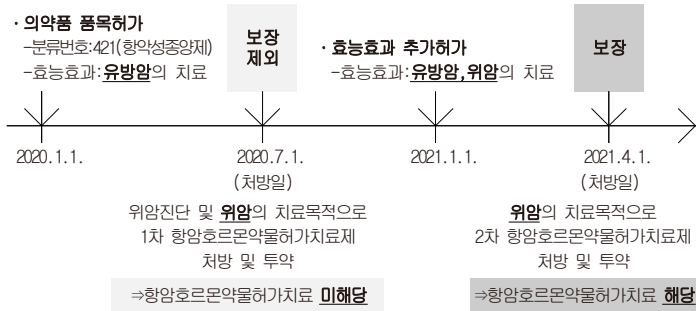 · 의약품 품목허가
-분류번호:421(항악성종양제)
-효능효과:유방암의 치료
보장
제외
· 효능효과 추가허가
-효능효과:유방암,위암의 치료
보장
2020.1.1.
2020.7.1.
(처방일)
2021.1.1.
2021.4.1.
(처방일)
위암진단 및 위암의 치료목적으로
1차 항암호르몬약물허가치료제
처방 및 투약
⇒항암호르몬약물허가치료 미해당
위암의 치료목적으로
2차 항암호르몬약물허가치료제
처방 및 투약
⇒항암호르몬약물허가치료 해당